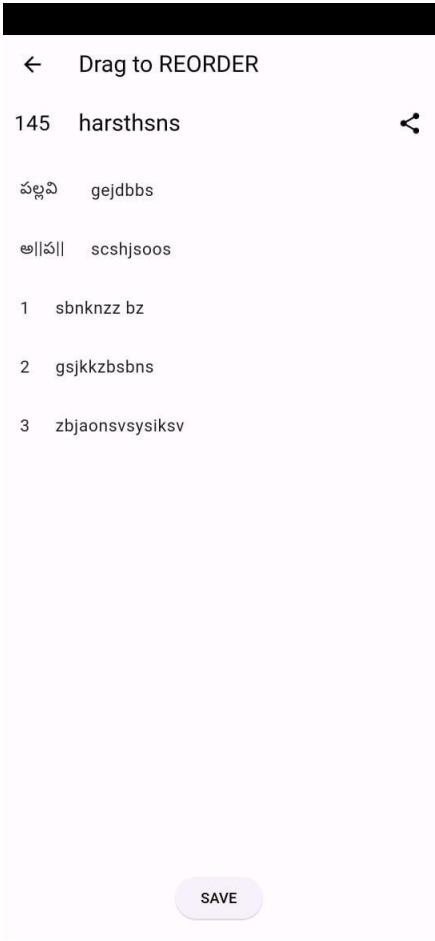 Drag to REORDER
145 harsthsns
పల్లవి gejdbbs
అ||ప|| scshjsoos
1 sbnknzz bz
2 gsjkkzbsbns
3 zbjaonsvsysiksv
SAVE